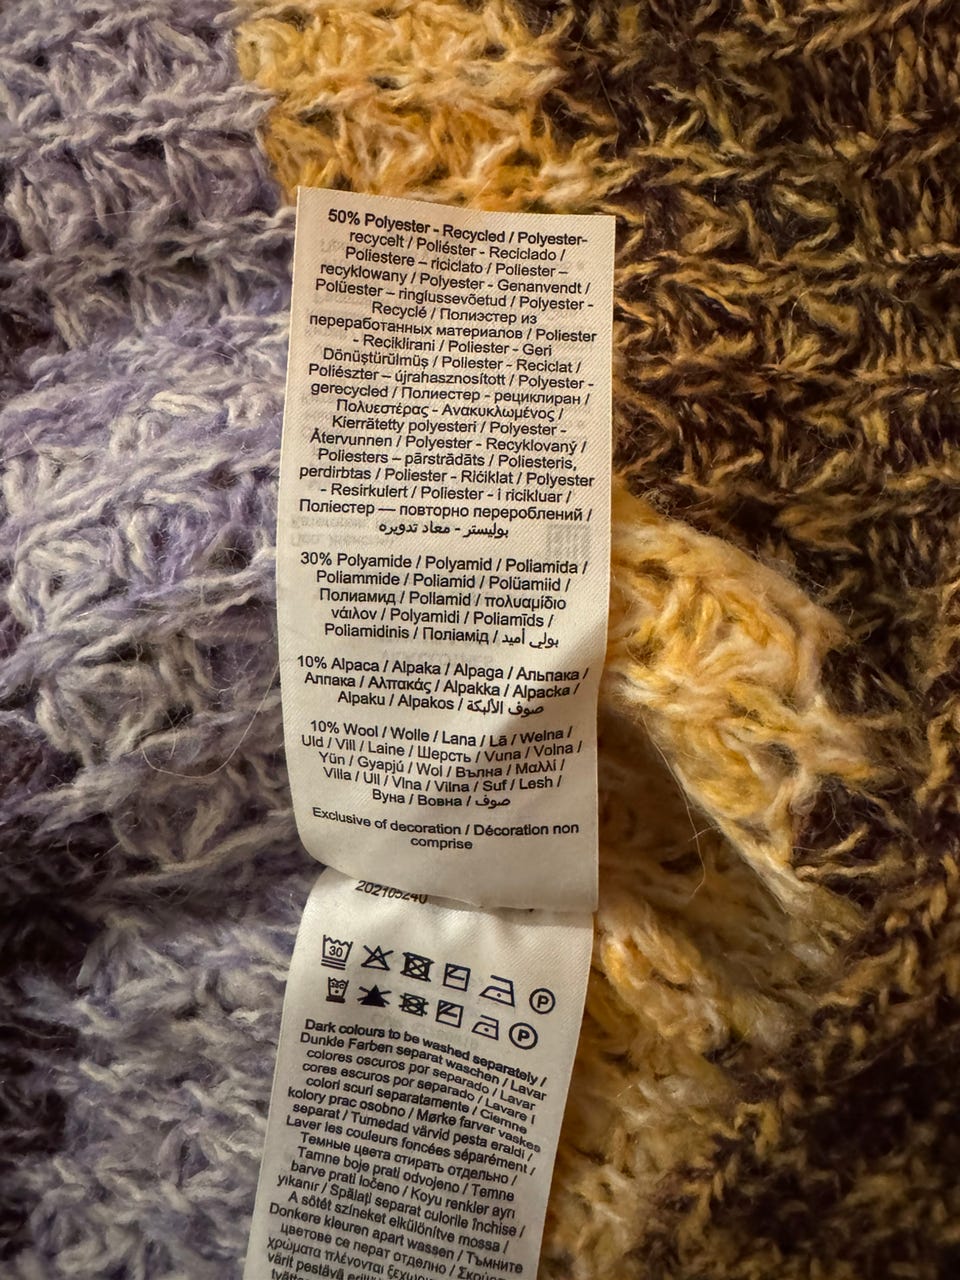 50% Polyester - Recycled / Polyester-
recycelt / Poliéster - Reciclado /
Poliestere – riciclato / Poliester –
recyklowany / Polyester - Genanvendt /
Polüester – ringlussevõetud / Polyester -
Recyclé / Полиэстер из
переработанных материалов / Poliester
- Reciklirani / Poliester - Geri
Dönüştürülmüş / Poliester - Reciclat /
Poliészter – újrahasznosított / Polyester -
gerecycled / Полиестер - рециклиран /
Πολυεστέρας - Ανακυκλωμένος /
Kierrätetty polyesteri / Polyester -
Återvunnen / Polyester - Recyklovaný /
Poliesters – pārstrādāts / Poliesteris,
perdirbtas / Poliester - Ričiklat / Polyester
- Resirkulert / Poliester - i ricikluar /
Поліестер — повторно перероблений /
بوليستر - معاد تدويره
30% Polyamide / Polyamid / Poliamida /
Poliammide / Poliamid / Polüamiid /
Полиамид / Poliamid / πολυαμίδιο
νάιλον / Polyamidi / Poliamīds /
Poliamidinis / Поліамід / بولي أميد
10% Alpaca / Alpaka / Alpaga / Альпака /
Алпака / Αλπακάς / Alpakka / Alpacka /
Alpaku / Alpakos / صوف الألبكة
10% Wool / Wolle / Lana / Lã / Wełna /
Uld / Vill / Laine / Шерсть / Vuna / Volna /
Yün / Gyapjú / Wol / Вълна / Μαλλί /
Villa / Ull / Vlna / Vilna / Suf / Lesh /
Вуна / Вовна / صوف
Exclusive of decoration / Décoration non
comprise
202105240
30
P
P
Dark colours to be washed separately /
Dunkle Farben separat waschen / Lavar
colores oscuros por separado / Lavar
cores escuros por separado / Lavare i
colori scuri separatamente / Ciemne
kolory prac osobno / Mørke farver vaskes
separat / Tumedad värvid pesta eraldi /
Laver les couleurs foncées séparément /
Темные цвета стирать отдельно /
Tamne boje prati odvojeno / Temne
barve prati ločeno / Koyu renkler ayrı
yıkanır / Spălați separat culorile închise /
A sötét színeket elkülönítve mossa /
Donkere kleuren apart wassen / Тъмните
цветове се перат отделно / Σκούρα
χρώματα πλένονται
värit pestävä